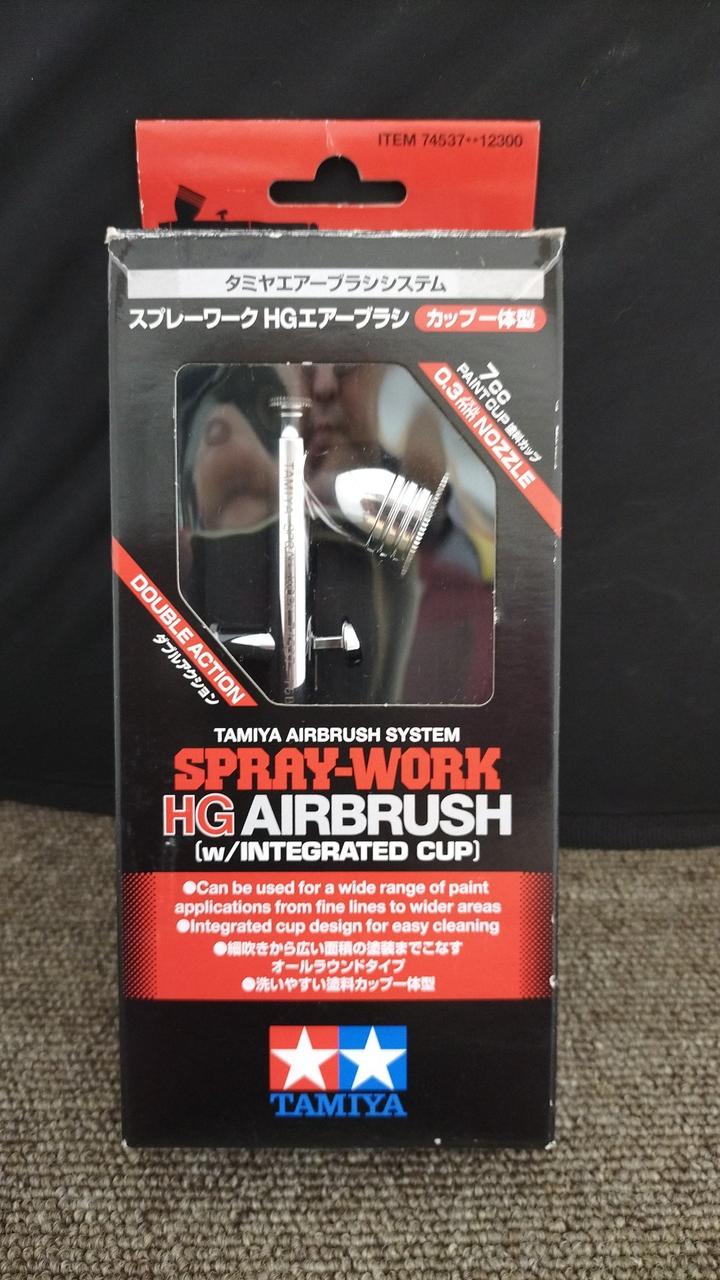 ITEM 74537**12300
タミヤエアーブラシシステム
スプレーワーク HGエアーブラシ カップ一体型
7cc
PAINT CUP 塗料カップ
0.3mm NOZZLE
TAMIYA
DOUBLE ACTION
ダブルアクション
TAMIYA AIRBRUSH SYSTEM
SPRAY-WORK
HG AIRBRUSH
(w/INTEGRATED CUP)
●Can be used for a wide range of paint
applications from fine lines to wider areas
●Integrated cup design for easy cleaning
●細吹きから広い面積の塗装までこなす
オールラウンドタイプ
●洗いやすい塗料カップ一体型
TAMIYA